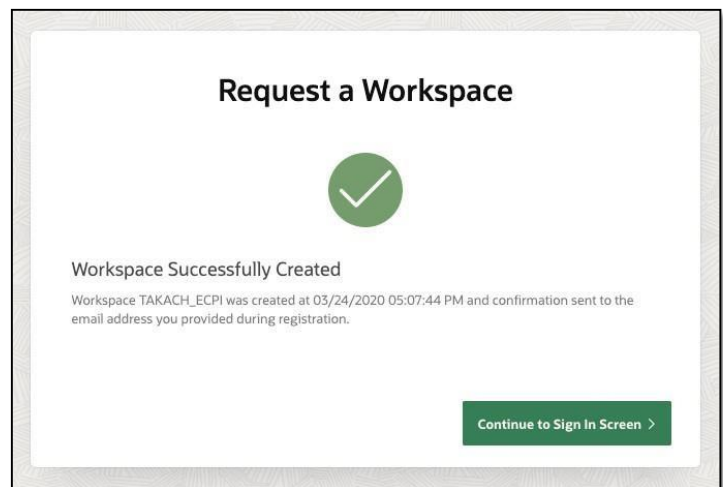 Request a Workspace
Workspace Successfully Created
Workspace TAKACH_ECPI was created at 03/24/2020 05:07:44 PM and confirmation sent to the
email address you provided during registration.
Continue to Sign In Screen >